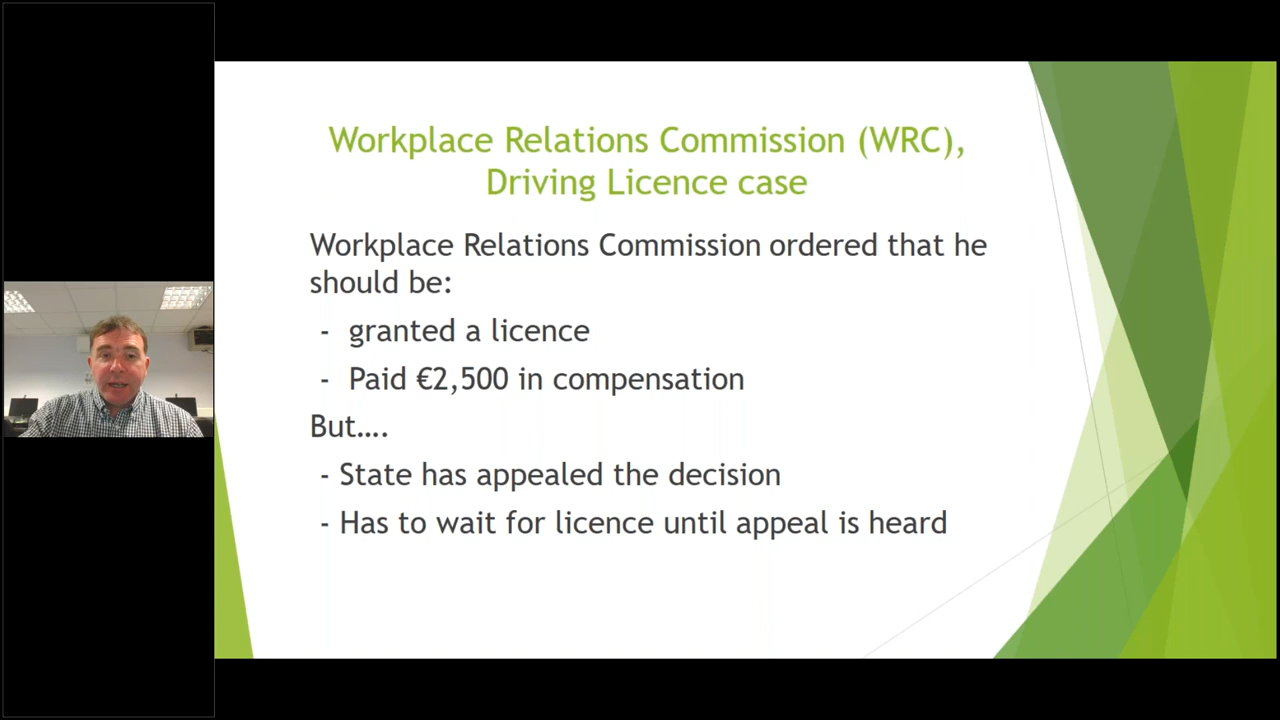 Workplace Relations Commission (WRC),
Driving Licence case
Workplace Relations Commission ordered that he
should be:
- granted a licence
- Paid €2,500 in compensation
But....
- State has appealed the decision
- Has to wait for licence until appeal is heard